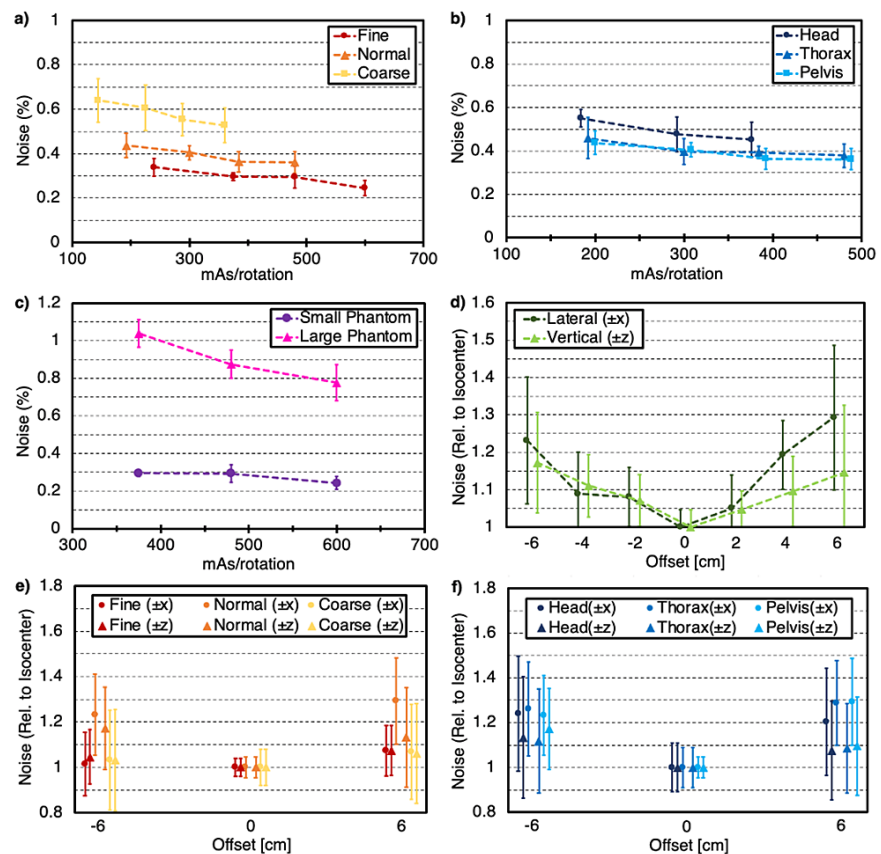 a)
Fine
Normal
Coarse
Noise (%)
1
0.8
0.6
0.4
0.2
0
100 300 500 700
mAs/rotation
b)
Head
Thorax
Pelvis
Noise (%)
1
0.8
0.6
0.4
0.2
0
100 200 300 400 500
mAs/rotation
c)
Small Phantom
Large Phantom
Noise (%)
1.2
1
0.8
0.6
0.4
0.2
0
300 400 500 600 700
mAs/rotation
d)
Lateral (±x)
Vertical (±z)
Noise (Rel. to Isocenter)
1.6
1.5
1.4
1.3
1.2
1.1
1
-6 -4 -2 0 2 4 6
Offset [cm]
e)
Fine (±x) Normal (±x) Coarse (±x)
Fine (±z) Normal (±z) Coarse (±z)
Noise (Rel. to Isocenter)
1.8
1.6
1.4
1.2
1
0.8
-6 0 6
Offset [cm]
f)
Head(±x) Thorax(±x) Pelvis(±x)
Head(±z) Thorax(±z) Pelvis(±z)
Noise (Rel. to Isocenter)
1.8
1.6
1.4
1.2
1
0.8
-6 0 6
Offset [cm]